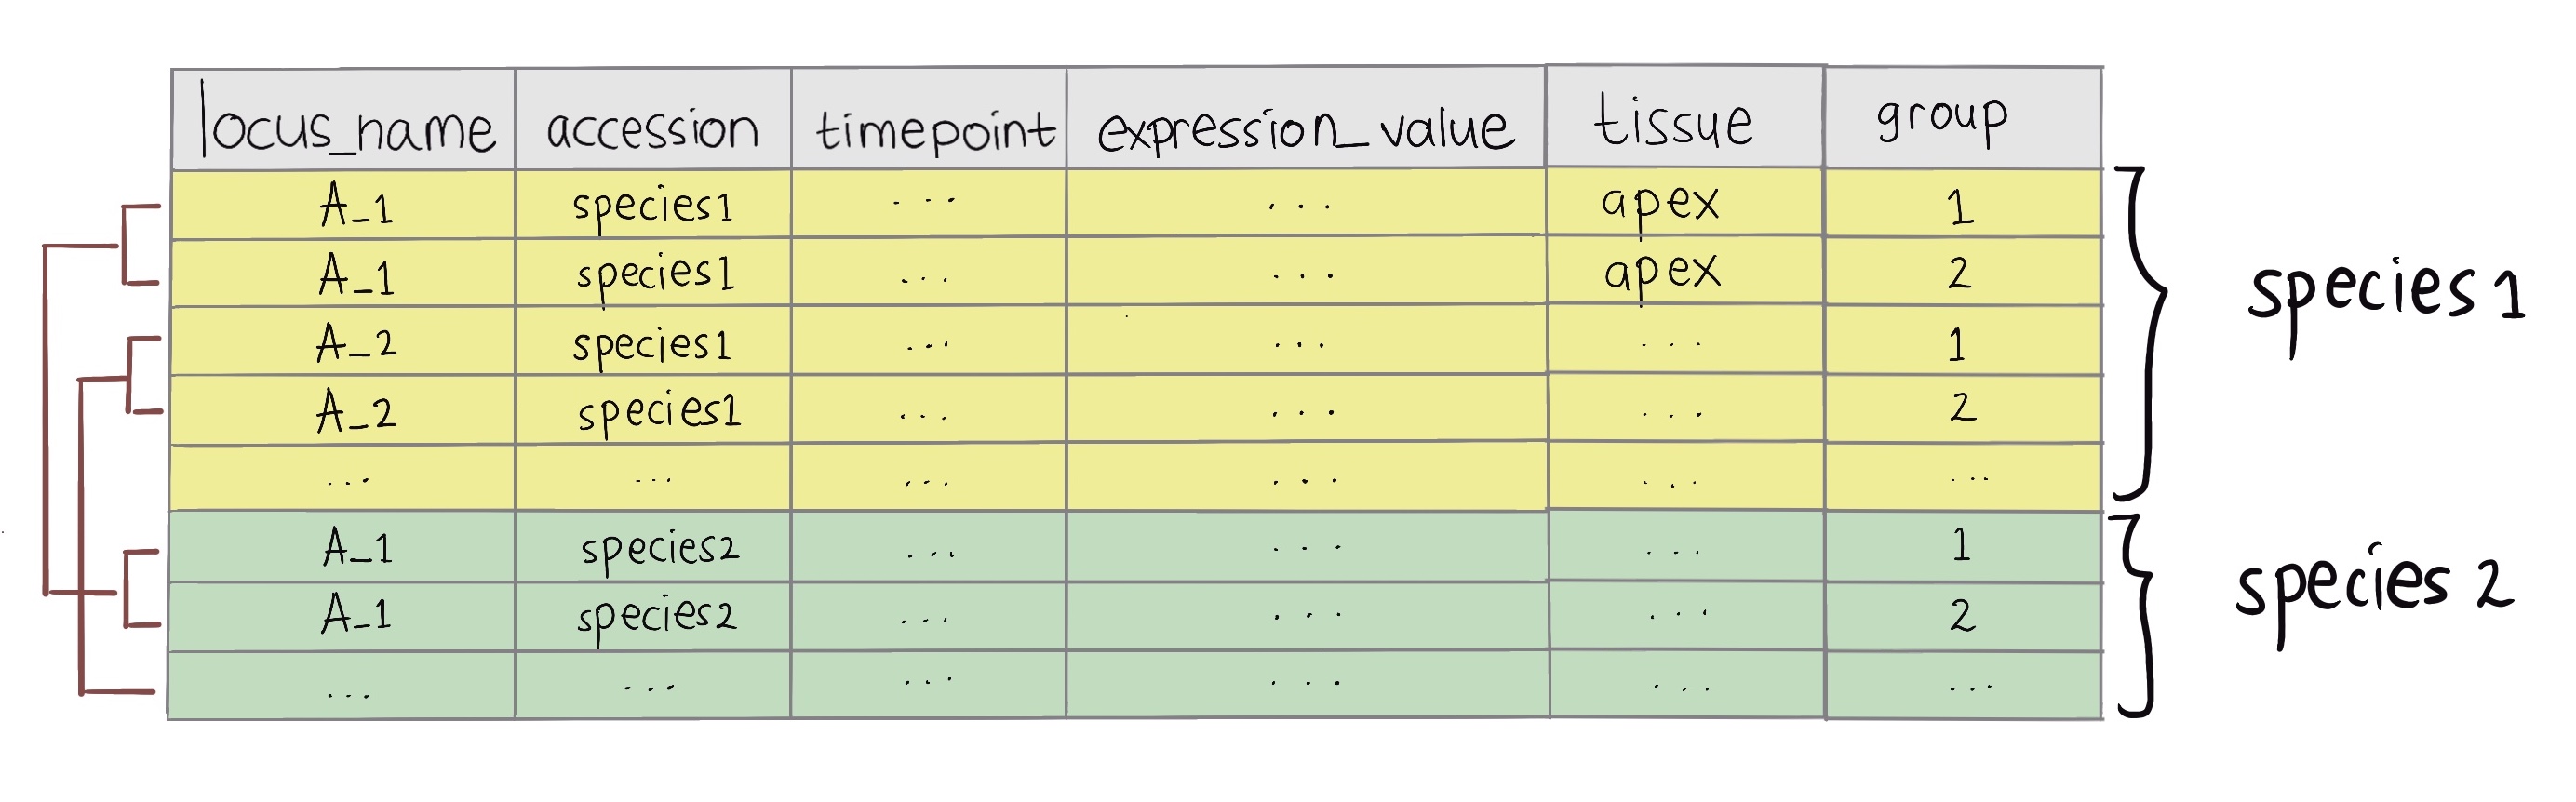 locus_name accession timepoint expression_value tissue group
A_1 species1 ... ... apex 1
A_1 species1 ... ... apex 2
A_2 species1 ... ... ... 1
A_2 species1 ... ... ... 2
... ... ... ... ... ...
species 1
A_1 species2 ... ... ... 1
A_1 species2 ... ... ... 2
... ... ... ... ... ...
species 2